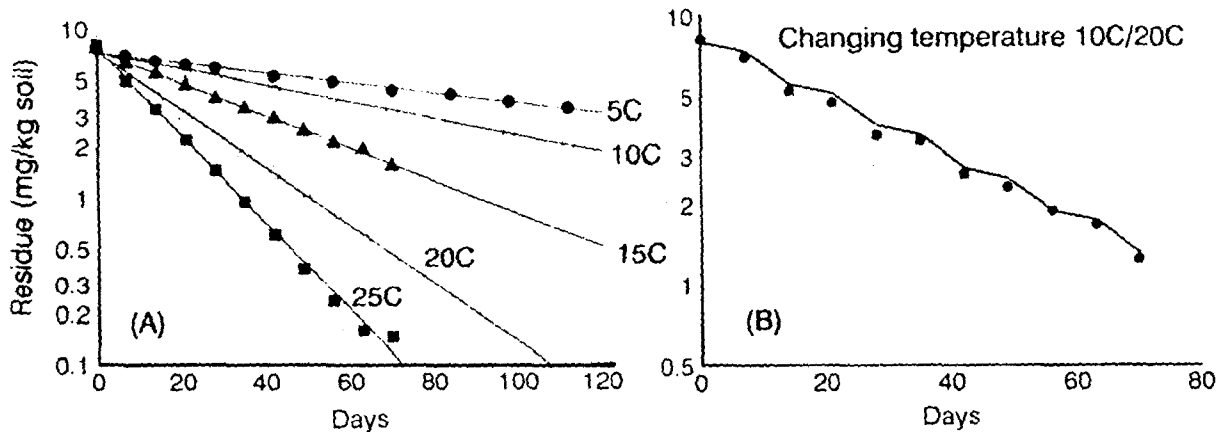 10
5
3
2
1
0.5
0.3
0.2
0.1
Residue (mg/kg soil)
5C
10C
15C
20C
25C
(A)
0 20 40 60 80 100 120
Days
10
5
3
2
1
0.5
Changing temperature 10C/20C
(B)
0 20 40 60 80
Days